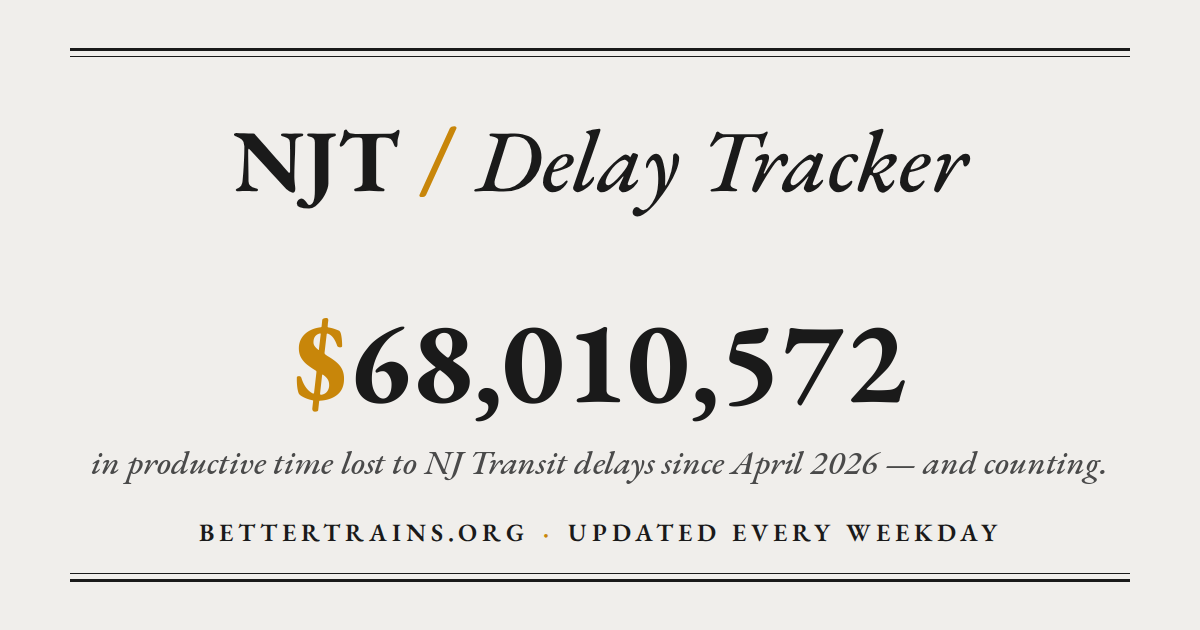 NJT / Delay Tracker
$68,010,572
in productive time lost to NJ Transit delays since April 2026 — and counting.
BETTERTRAINS.ORG · UPDATED EVERY WEEKDAY